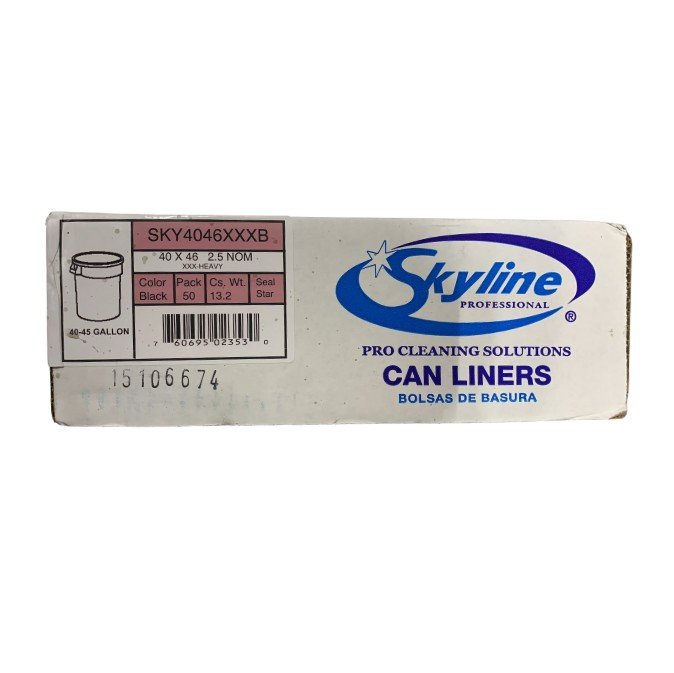 SKY4046XXXB
40 X 46 2.5 NOM
XXX-HEAVY
Color Pack Cs. Wt. Seal
Black 50 13.2 Star
40-45 GALLON
7 60695 02353 0
15106674
Skyline
PROFESSIONAL
®
PRO CLEANING SOLUTIONS
CAN LINERS
BOLSAS DE BASURA